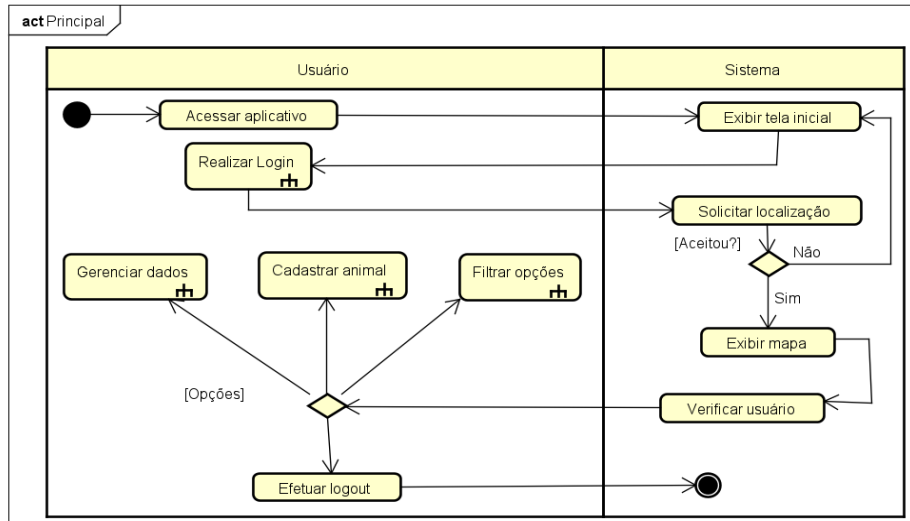 act Principal
Usuário
Sistema
Acessar aplicativo
Exibir tela inicial
Realizar Login
Solicitar localização
[Aceitou?]
Não
Gerenciar dados
Cadastrar animal
Filtrar opções
Sim
Exibir mapa
[Opções]
Verificar usuário
Efetuar logout